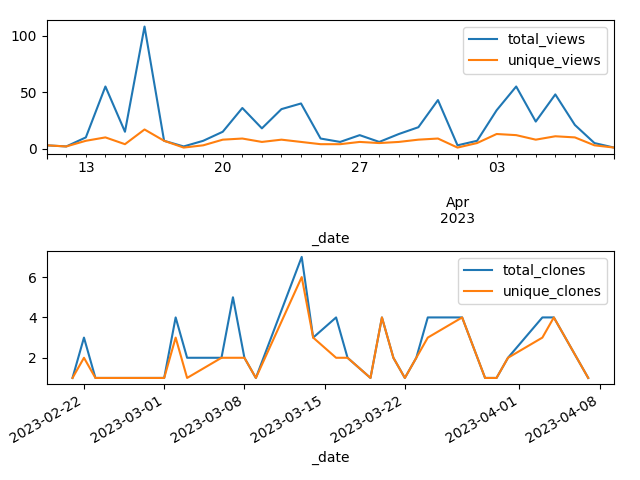 100
50
0
total_views
unique_views
13
20
27
03
Apr
2023
_date
6
4
2
total_clones
unique_clones
2023-02-22
2023-03-01
2023-03-08
2023-03-15
2023-03-22
2023-04-01
2023-04-08
_date